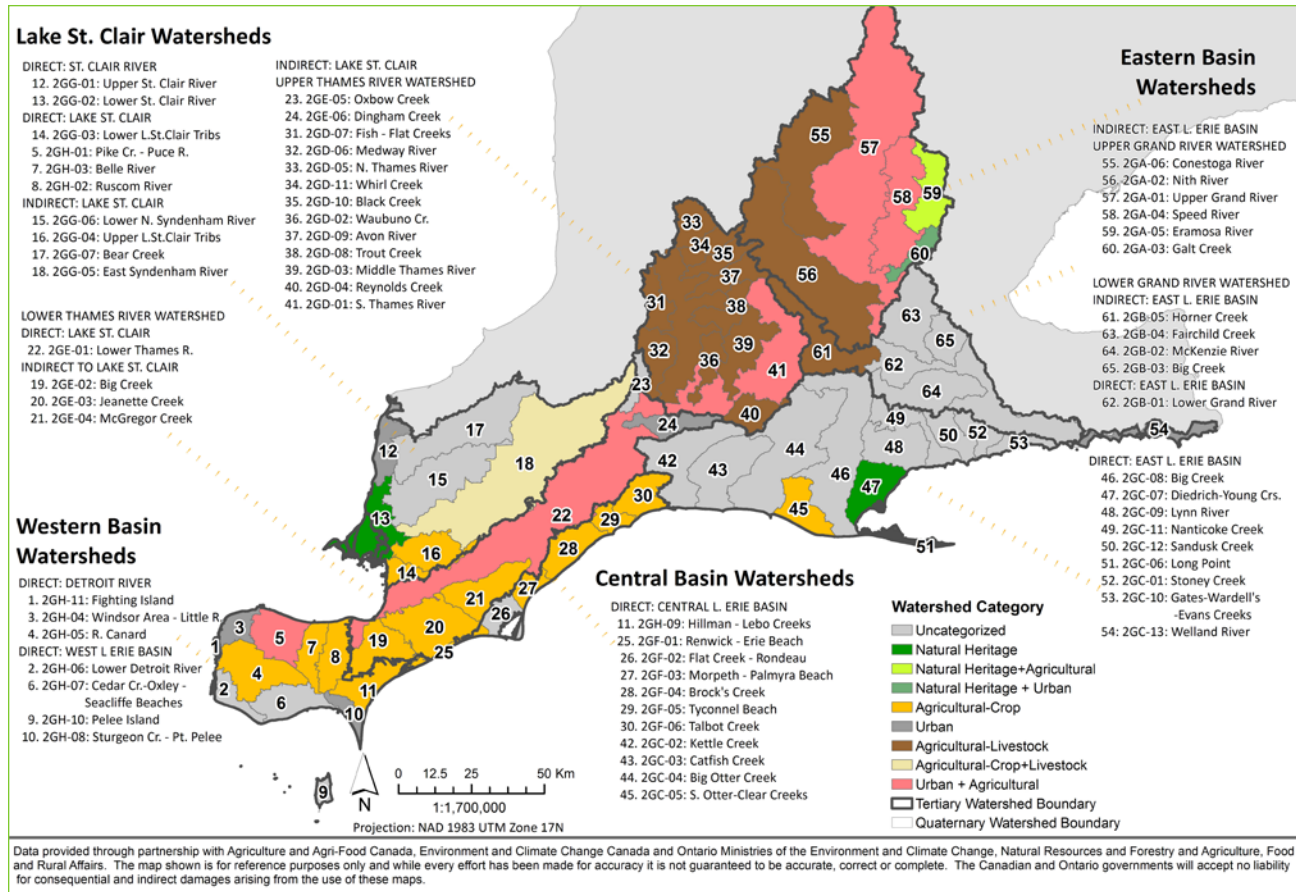 Lake St. Clair Watersheds
DIRECT: ST. CLAIR RIVER
12. 2GG-01: Upper St. Clair River
13. 2GG-02: Lower St. Clair River
DIRECT: LAKE ST. CLAIR
14. 2GG-03: Lower L.St.Clair Tribs
5. 2GH-01: Pike Cr. - Puce R.
7. 2GH-03: Belle River
8. 2GH-02: Ruscom River
INDIRECT: LAKE ST. CLAIR
15. 2GG-06: Lower N. Syndenham River
16. 2GG-04: Upper L.St.Clair Tribs
17. 2GG-07: Bear Creek
18. 2GG-05: East Syndenham River
LOWER THAMES RIVER WATERSHED
DIRECT: LAKE ST. CLAIR
22. 2GE-01: Lower Thames R.
INDIRECT TO LAKE ST. CLAIR
19. 2GE-02: Big Creek
20. 2GE-03: Jeanette Creek
21. 2GE-04: McGregor Creek
INDIRECT: LAKE ST. CLAIR
UPPER THAMES RIVER WATERSHED
23. 2GE-05: Oxbow Creek
24. 2GE-06: Dingham Creek
31. 2GD-07: Fish - Flat Creeks
32. 2GD-06: Medway River
33. 2GD-05: N. Thames River
34. 2GD-11: Whirl Creek
35. 2GD-10: Black Creek
36. 2GD-02: Waubuno Cr.
37. 2GD-09: Avon River
38. 2GD-08: Trout Creek
39. 2GD-03: Middle Thames River
40. 2GD-04: Reynolds Creek
41. 2GD-01: S. Thames River
Eastern Basin
Watersheds
INDIRECT: EAST L. ERIE BASIN
UPPER GRAND RIVER WATERSHED
55. 2GA-06: Conestoga River
56. 2GA-02: Nith River
57. 2GA-01: Upper Grand River
58. 2GA-04: Speed River
59. 2GA-05: Eramosa River
60. 2GA-03: Galt Creek
LOWER GRAND RIVER WATERSHED
INDIRECT: EAST L. ERIE BASIN
61. 2GB-05: Horner Creek
63. 2GB-04: Fairchild Creek
64. 2GB-02: McKenzie River
65. 2GB-03: Big Creek
DIRECT: EAST L. ERIE BASIN
62. 2GB-01: Lower Grand River
DIRECT: EAST L. ERIE BASIN
46. 2GC-08: Big Creek
47. 2GC-07: Diedrich-Young Crs.
48. 2GC-09: Lynn River
49. 2GC-11: Nanticoke Creek
50. 2GC-12: Sandusk Creek
51. 2GC-06: Long Point
52. 2GC-01: Stoney Creek
53. 2GC-10: Gates-Wardell's
-Evans Creeks
54: 2GC-13: Welland River
Western Basin
Watersheds
DIRECT: DETROIT RIVER
1. 2GH-11: Fighting Island
3. 2GH-04: Windsor Area - Little R.
4. 2GH-05: R. Canard
DIRECT: WEST L ERIE BASIN
2. 2GH-06: Lower Detroit River
6. 2GH-07: Cedar Cr.-Oxley -
Seacliffe Beaches
9. 2GH-10: Pelee Island
10. 2GH-08: Sturgeon Cr. - Pt. Pelee
Central Basin Watersheds
DIRECT: CENTRAL L. ERIE BASIN
11. 2GH-09: Hillman - Lebo Creeks
25. 2GF-01: Renwick - Erie Beach
26. 2GF-02: Flat Creek - Rondeau
27. 2GF-03: Morpeth - Palmyra Beach
28. 2GF-04: Brock's Creek
29. 2GF-05: Tyconnel Beach
30. 2GF-06: Talbot Creek
42. 2GC-02: Kettle Creek
43. 2GC-03: Catfish Creek
44. 2GC-04: Big Otter Creek
45. 2GC-05: S. Otter-Clear Creeks
Watershed Category
Uncategorized
Natural Heritage
Natural Heritage+Agricultural
Natural Heritage + Urban
Agricultural-Crop
Urban
Agricultural-Livestock
Agricultural-Crop+Livestock
Urban + Agricultural
Tertiary Watershed Boundary
Quaternary Watershed Boundary
55
57
58
59
60
33
34
35
37
56
31
38
32
39
36
41
61
63
65
62
64
40
23
24
17
12
18
15
13
22
42
43
44
46
49
48
50
52
53
54
47
45
51
30
29
28
27
16
14
21
26
20
19
25
3
5
7
8
1
4
2
6
11
10
9
N
0 12.5 25 50 Km
1:1,700,000
Projection: NAD 1983 UTM Zone 17N
Data provided through partnership with Agriculture and Agri-Food Canada, Environment and Climate Change Canada and Ontario Ministries of the Environment and Climate Change, Natural Resources and Forestry and Agriculture, Food
and Rural Affairs. The map shown is for reference purposes only and while every effort has been made for accuracy it is not guaranteed to be accurate, correct or complete. The Canadian and Ontario governments will accept no liability
for consequential and indirect damages arising from the use of these maps.